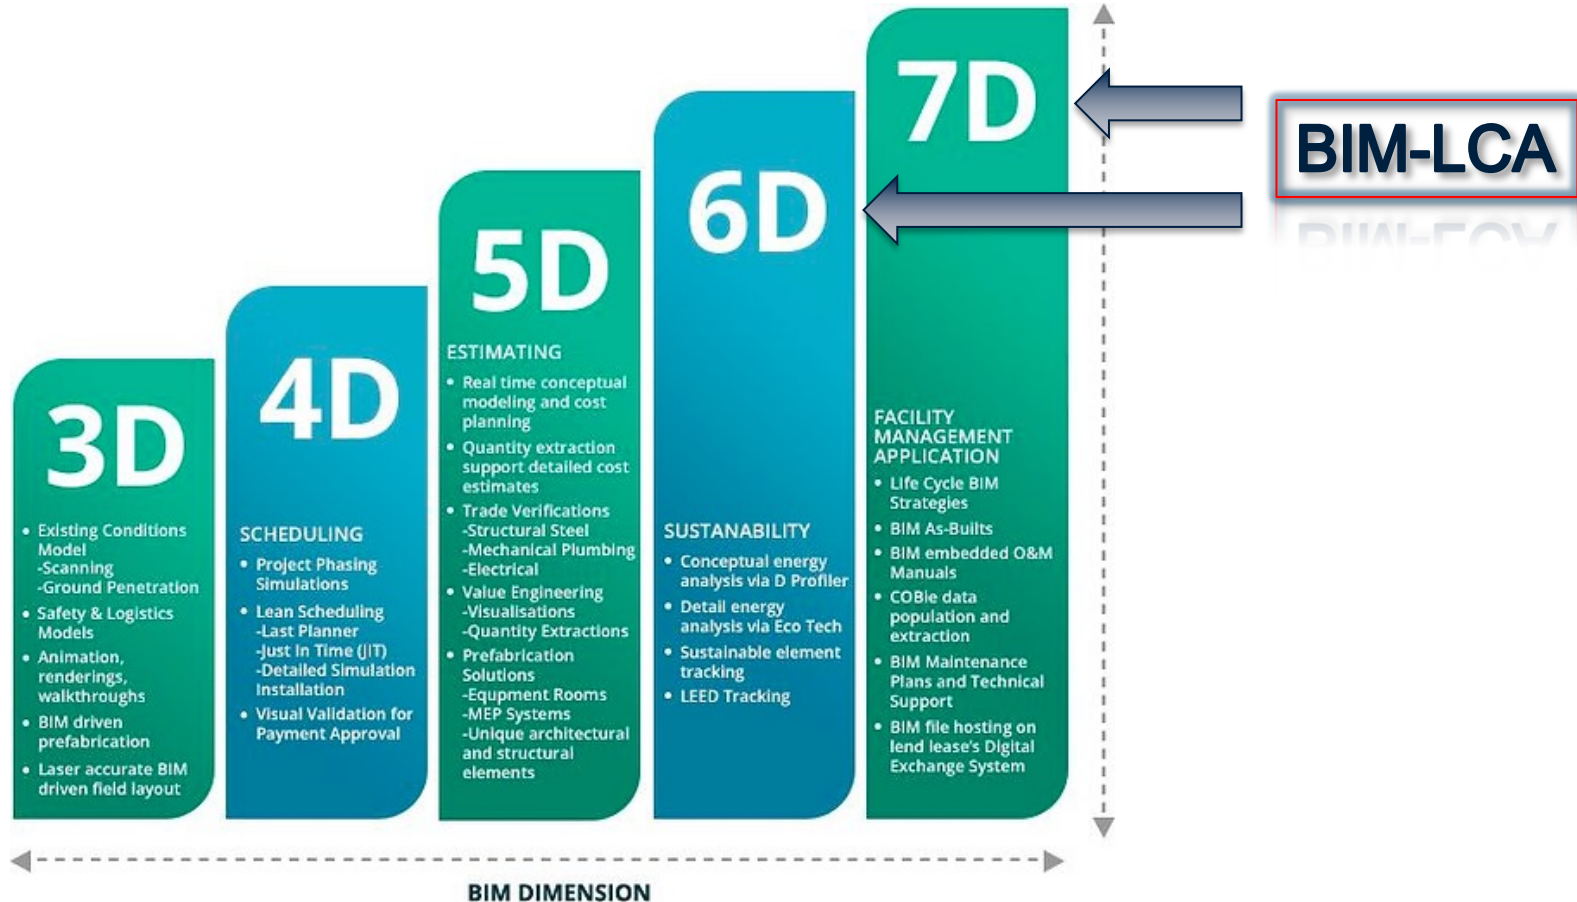 3D
• Existing Conditions
Model
-Scanning
-Ground Penetration
• Safety & Logistics
Models
• Animation,
renderings,
walkthroughs
• BIM driven
prefabrication
• Laser accurate BIM
driven field layout
4D
SCHEDULING
• Project Phasing
Simulations
• Lean Scheduling
-Last Planner
-Just In Time (JIT)
-Detailed Simulation
Installation
• Visual Validation for
Payment Approval
5D
ESTIMATING
• Real time conceptual
modeling and cost
planning
• Quantity extraction
support detailed cost
estimates
• Trade Verifications
-Structural Steel
-Mechanical Plumbing
-Electrical
• Value Engineering
-Visualisations
-Quantity Extractions
• Prefabrication
Solutions
-Equpment Rooms
-MEP Systems
-Unique architectural
and structural
elements
6D
SUSTANABILITY
• Conceptual energy
analysis via D Profiler
• Detail energy
analysis via Eco Tech
• Sustainable element
tracking
• LEED Tracking
7D
FACILITY
MANAGEMENT
APPLICATION
• Life Cycle BIM
Strategies
• BIM As-Builts
• BIM embedded O&M
Manuals
• COBie data
population and
extraction
• BIM Maintenance
Plans and Technical
Support
• BIM file hosting on
lend lease's Digital
Exchange System
BIM-LCA
BIM DIMENSION